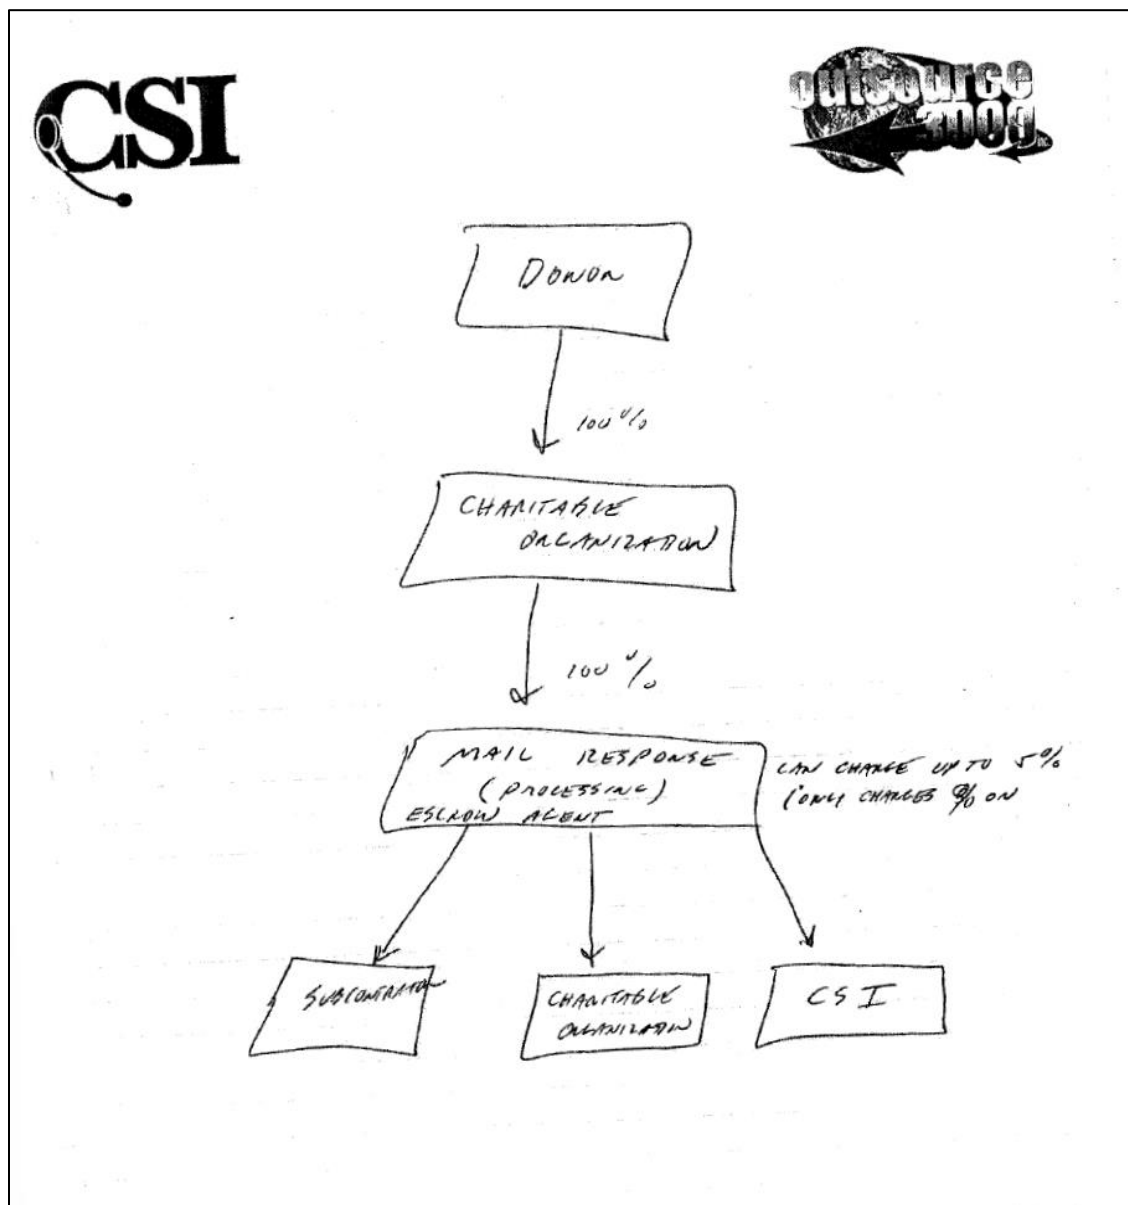 CSI
outsource
3000
INC.
DONOR
100%
CHARITABLE
ORGANIZATION
100%
MAIL RESPONSE
(PROCESSING)
ESCROW AGENT
CAN CHARGE UP TO 5%
(ONLY CHARGES % ON
SUBCONTRACTOR
CHARITABLE
ORGANIZATION
CSI